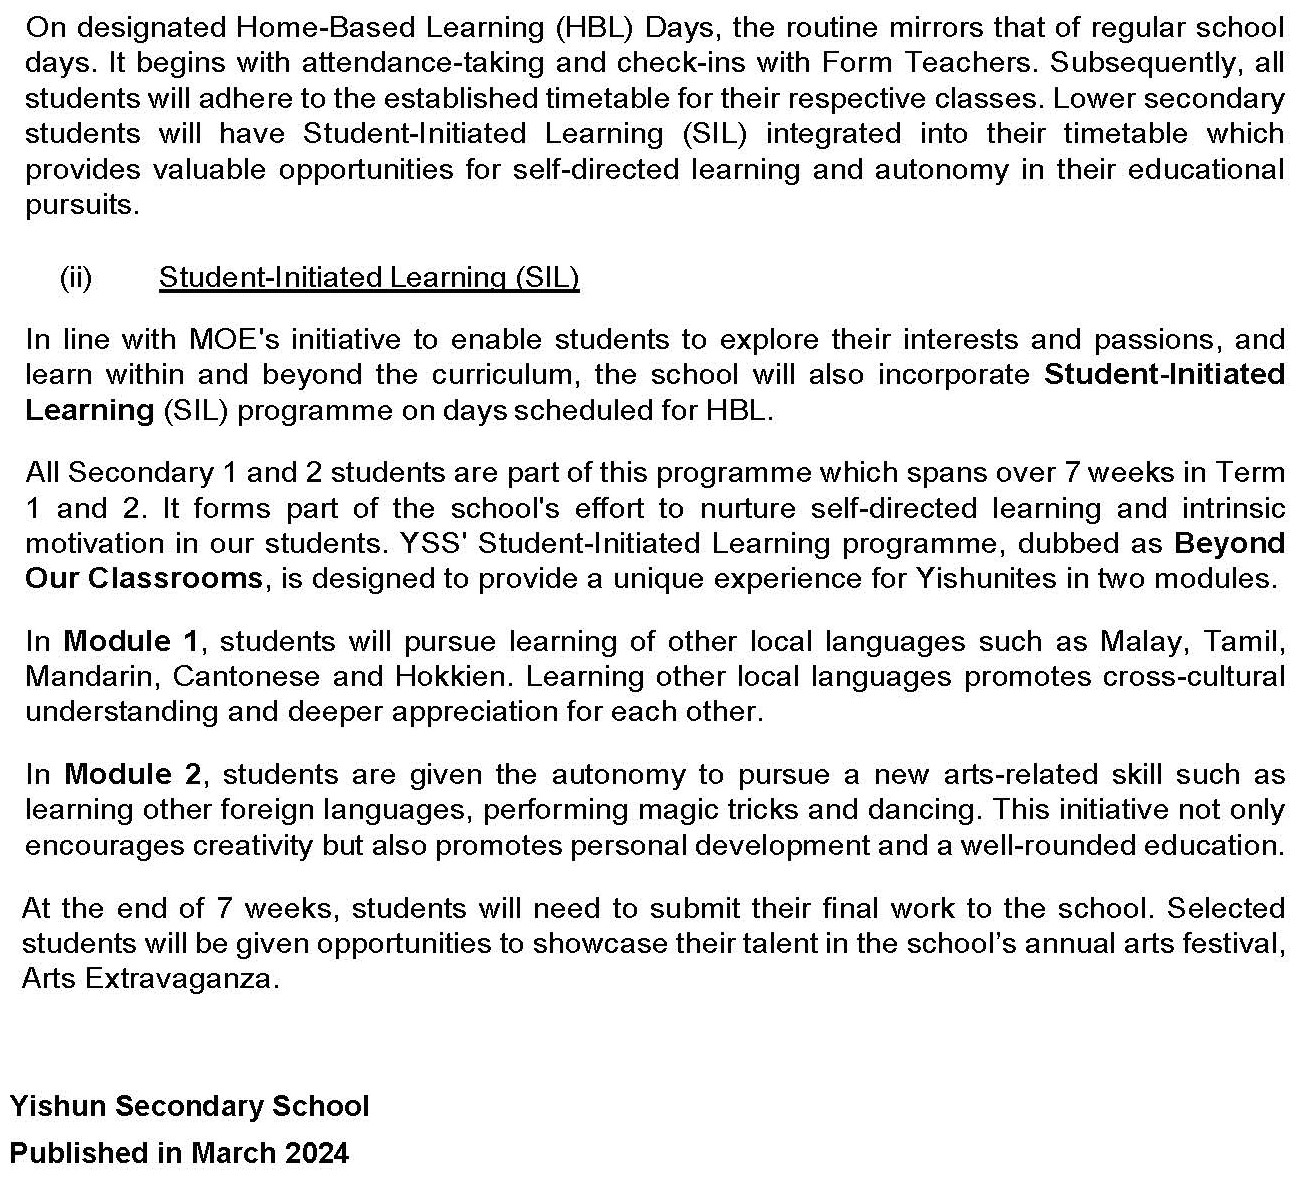 On designated Home-Based Learning (HBL) Days, the routine mirrors that of regular school
days. It begins with attendance-taking and check-ins with Form Teachers. Subsequently, all
students will adhere to the established timetable for their respective classes. Lower secondary
students will have Student-Initiated Learning (SIL) integrated into their timetable which
provides valuable opportunities for self-directed learning and autonomy in their educational
pursuits.
(ii) Student-Initiated Learning (SIL)
In line with MOE's initiative to enable students to explore their interests and passions, and
learn within and beyond the curriculum, the school will also incorporate Student-Initiated
Learning (SIL) programme on days scheduled for HBL.
All Secondary 1 and 2 students are part of this programme which spans over 7 weeks in Term
1 and 2. It forms part of the school's effort to nurture self-directed learning and intrinsic
motivation in our students. YSS' Student-Initiated Learning programme, dubbed as Beyond
Our Classrooms, is designed to provide a unique experience for Yishunites in two modules.
In Module 1, students will pursue learning of other local languages such as Malay, Tamil,
Mandarin, Cantonese and Hokkien. Learning other local languages promotes cross-cultural
understanding and deeper appreciation for each other.
In Module 2, students are given the autonomy to pursue a new arts-related skill such as
learning other foreign languages, performing magic tricks and dancing. This initiative not only
encourages creativity but also promotes personal development and a well-rounded education.
At the end of 7 weeks, students will need to submit their final work to the school. Selected
students will be given opportunities to showcase their talent in the school’s annual arts festival,
Arts Extravaganza.
Yishun Secondary School
Published in March 2024